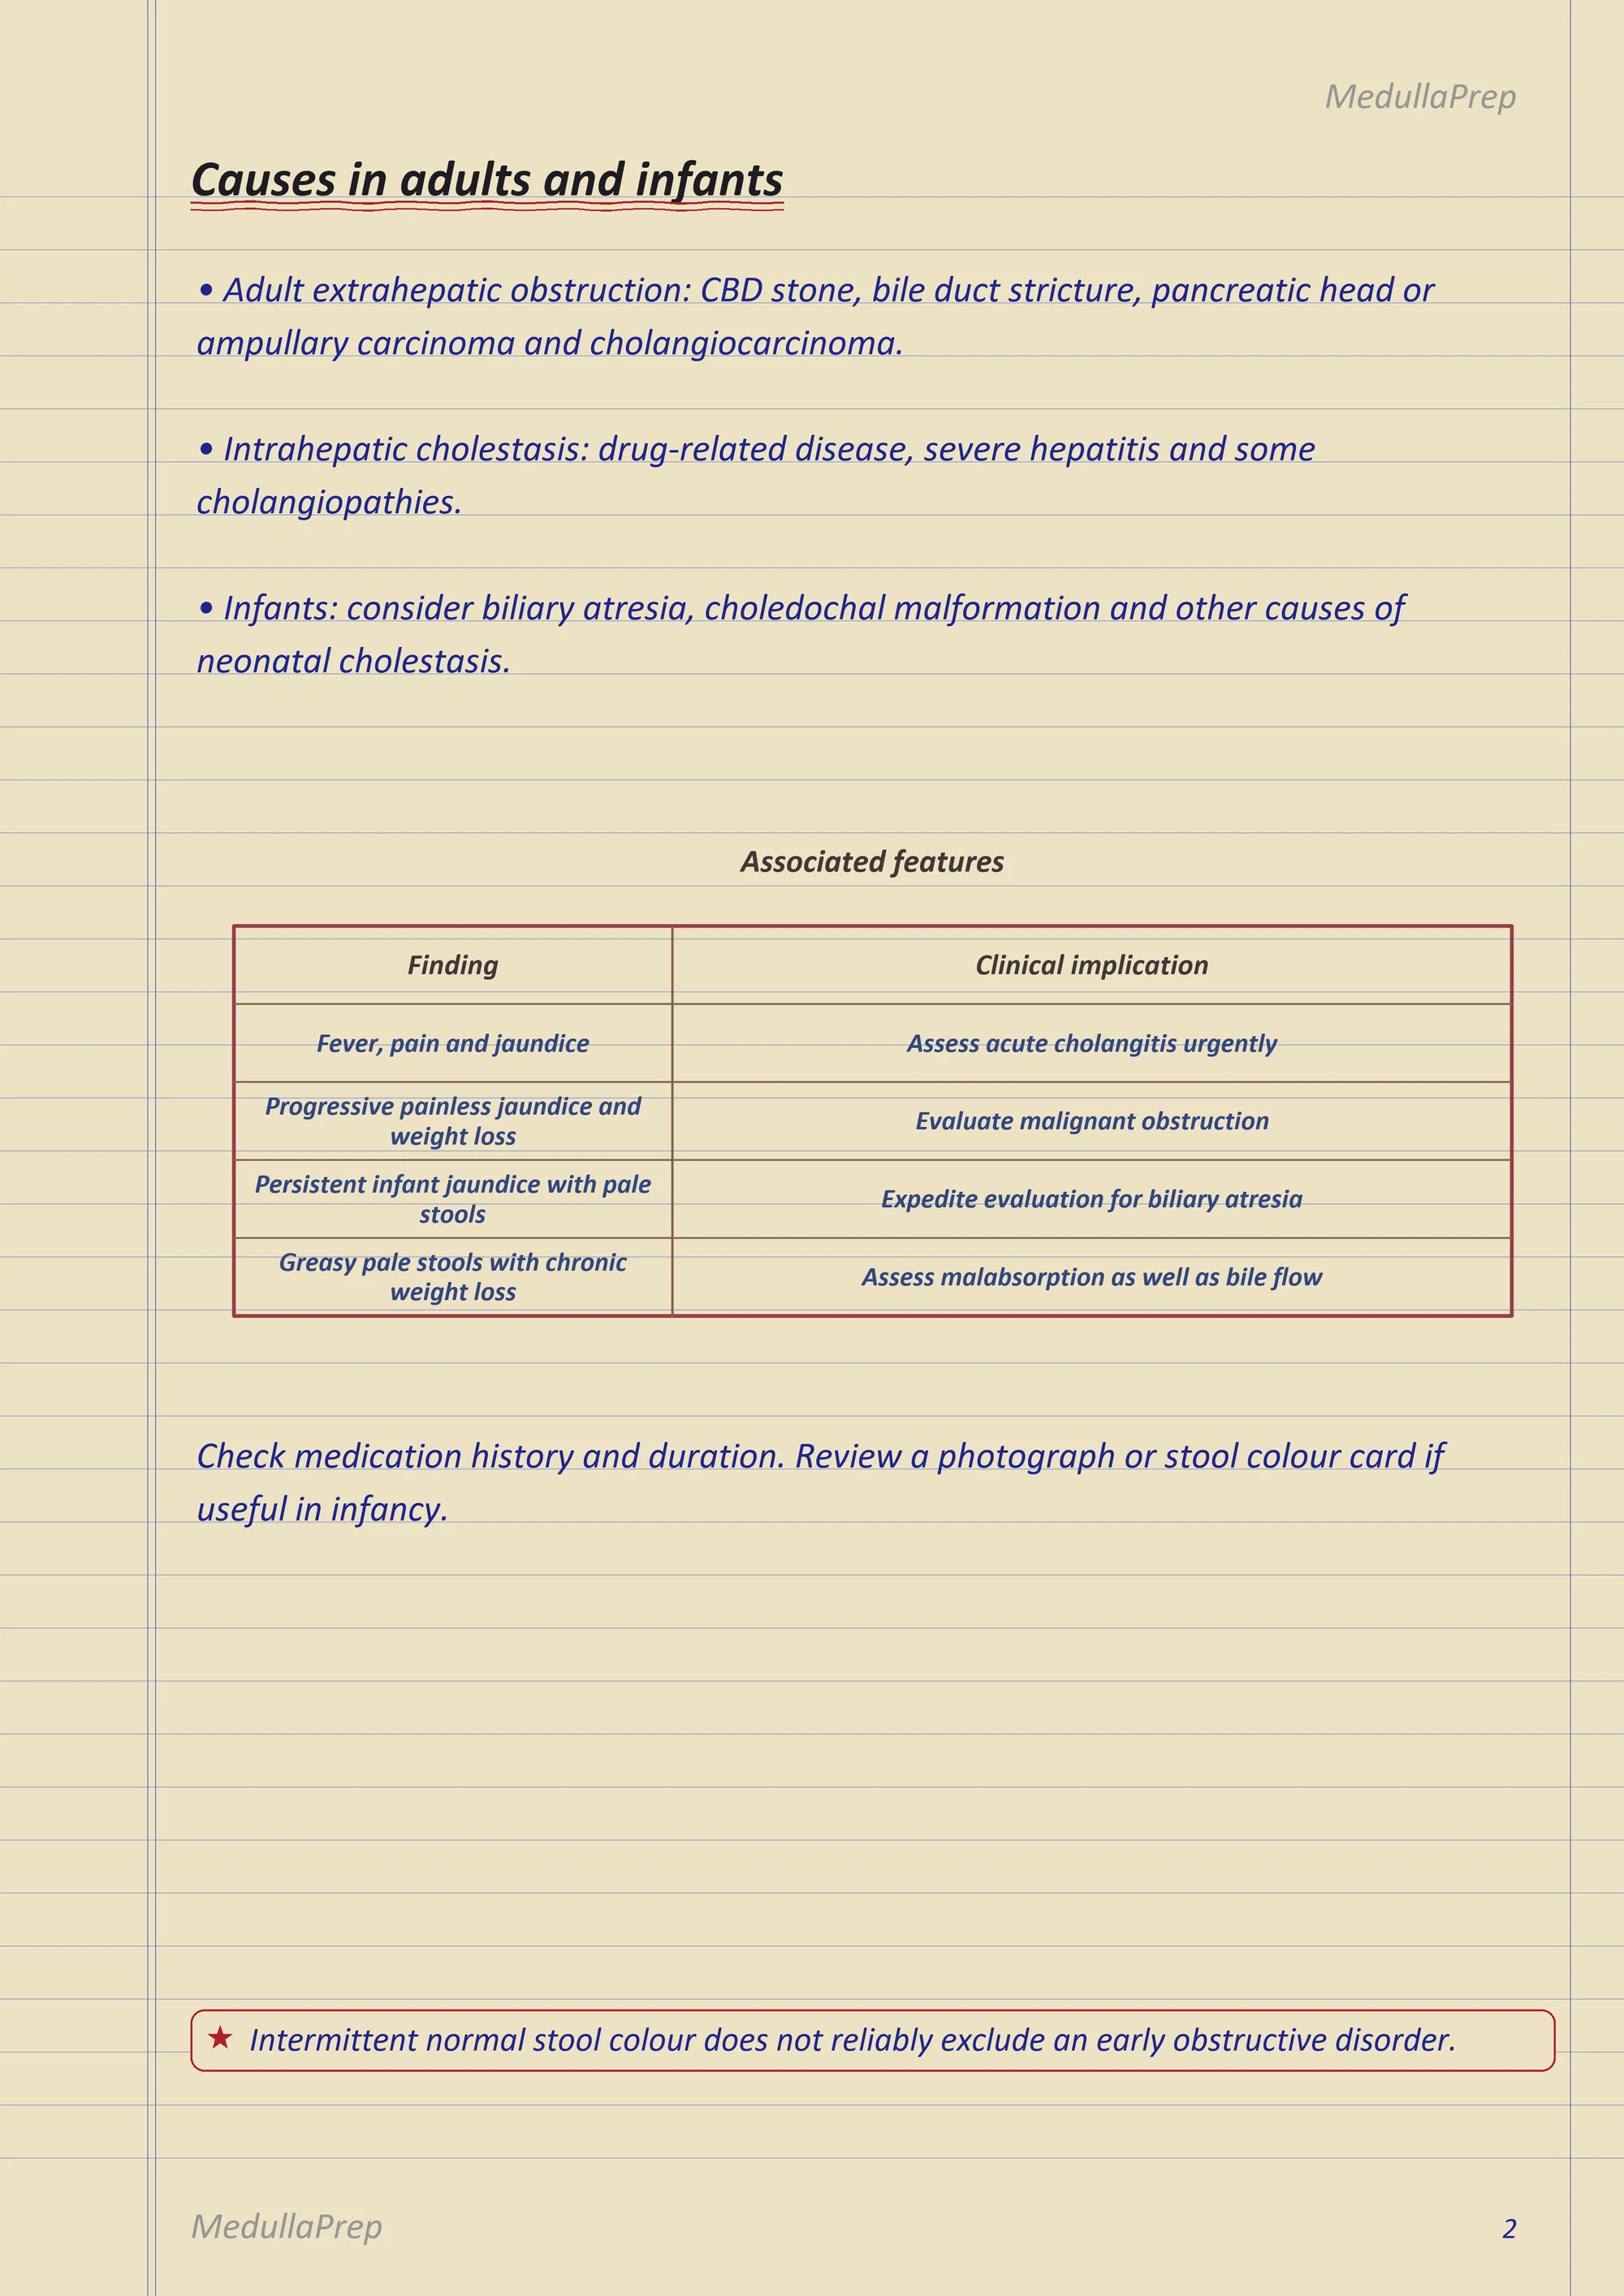 MedullaPrep
Causes in adults and infants
• Adult extrahepatic obstruction: CBD stone, bile duct stricture, pancreatic head or
ampullary carcinoma and cholangiocarcinoma.
• Intrahepatic cholestasis: drug-related disease, severe hepatitis and some
cholangiopathies.
• Infants: consider biliary atresia, choledochal malformation and other causes of
neonatal cholestasis.
Associated features
Finding
Clinical implication
Fever, pain and jaundice
Assess acute cholangitis urgently
Progressive painless jaundice and
weight loss
Evaluate malignant obstruction
Persistent infant jaundice with pale
stools
Expedite evaluation for biliary atresia
Greasy pale stools with chronic
weight loss
Assess malabsorption as well as bile flow
Check medication history and duration. Review a photograph or stool colour card if
useful in infancy.
★ Intermittent normal stool colour does not reliably exclude an early obstructive disorder.
MedullaPrep
2